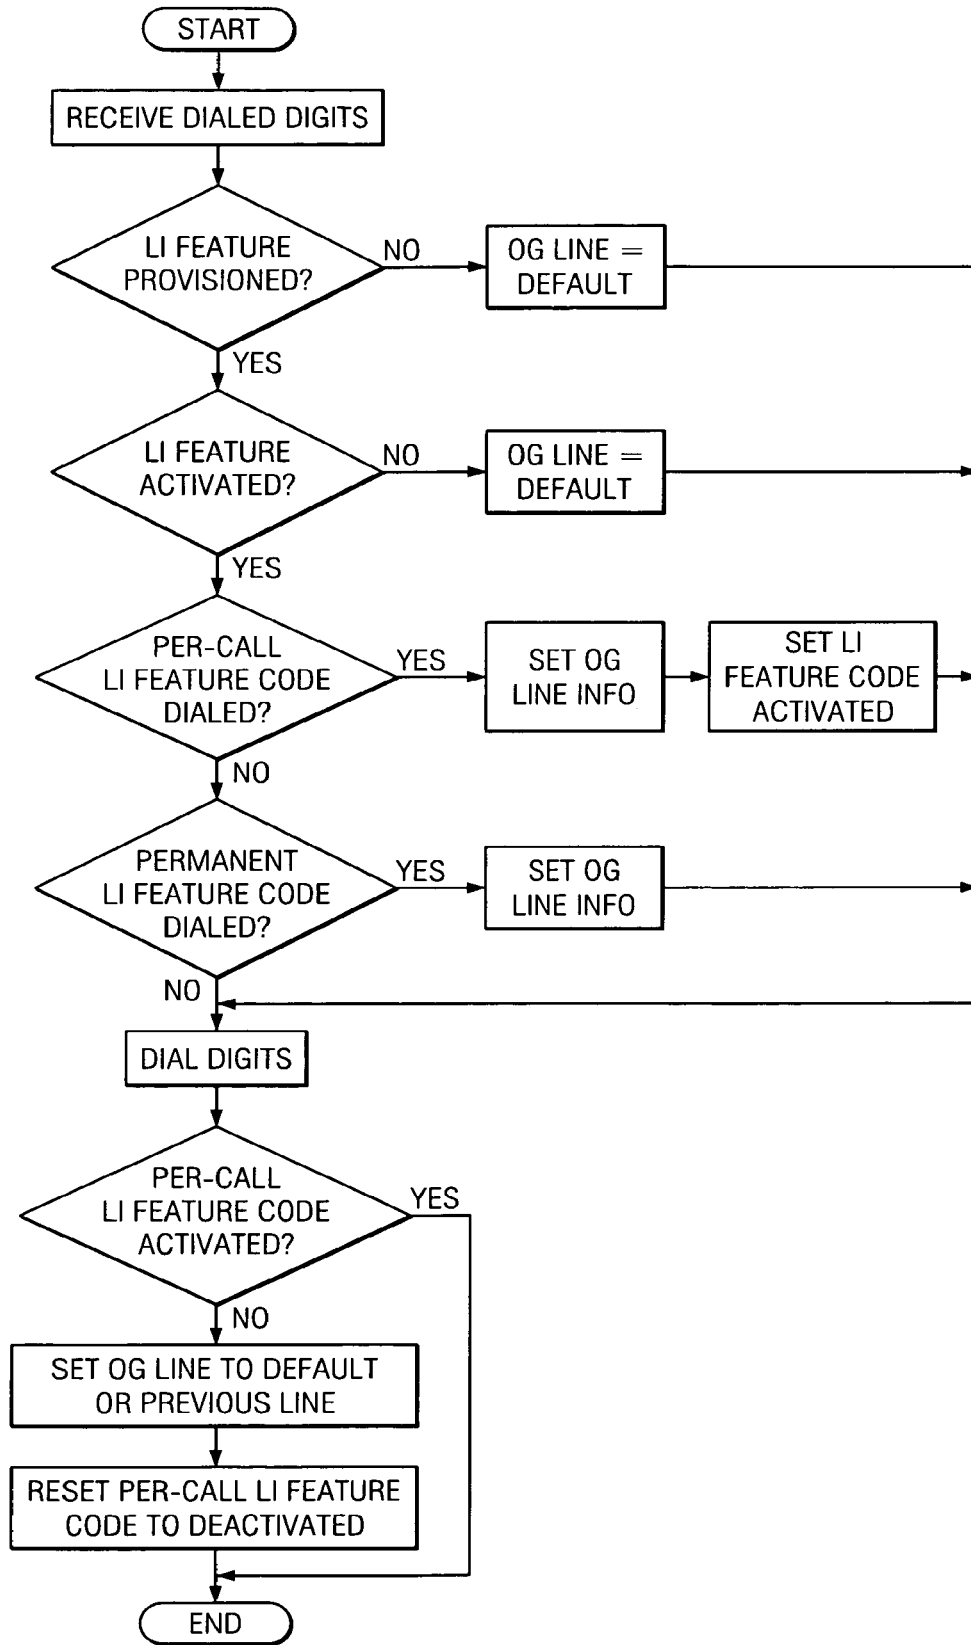 START
RECEIVE DIALED DIGITS
LI FEATURE
PROVISIONED?
NO
OG LINE =
DEFAULT
YES
LI FEATURE
ACTIVATED?
NO
OG LINE =
DEFAULT
YES
PER-CALL
LI FEATURE CODE
DIALED?
YES
SET OG
LINE INFO
SET LI
FEATURE CODE
ACTIVATED
NO
PERMANENT
LI FEATURE CODE
DIALED?
YES
SET OG
LINE INFO
NO
DIAL DIGITS
PER-CALL
LI FEATURE CODE
ACTIVATED?
YES
NO
SET OG LINE TO DEFAULT
OR PREVIOUS LINE
RESET PER-CALL LI FEATURE
CODE TO DEACTIVATED
END